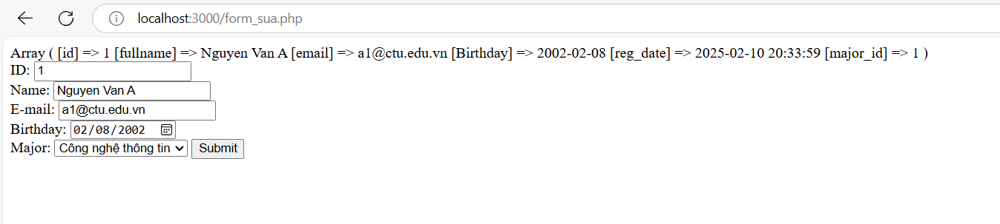 localhost:3000/form_sua.php
Array ( [id] => 1 [fullname] => Nguyen Van A [email] => a1@ctu.edu.vn [Birthday] => 2002-02-08 [reg_date] => 2025-02-10 20:33:59 [major_id] => 1 )
ID: 1
Name: Nguyen Van A
E-mail: a1@ctu.edu.vn
Birthday: 02/08/2002
Major: Công nghệ thông tin Submit